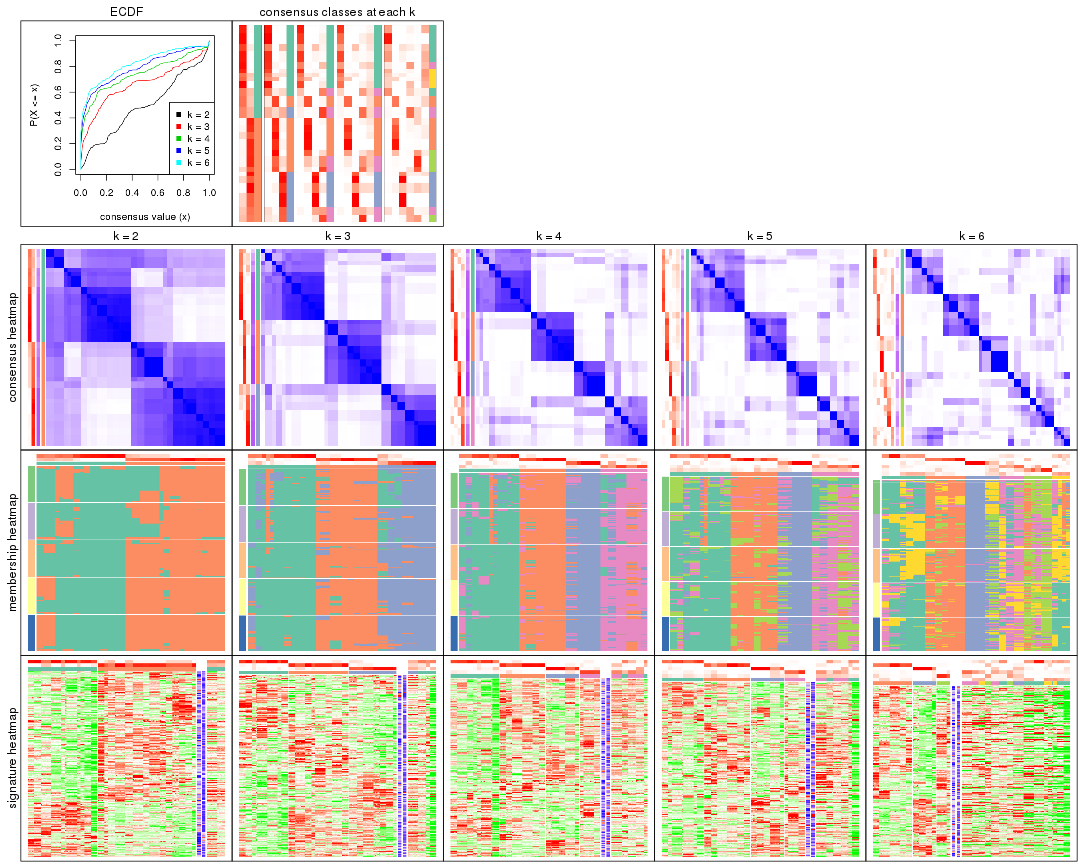 ECDF
consensus classes at each k
P(X <= x)
1.0
0.8
0.6
0.4
0.2
0.0
k = 2
k = 3
k = 4
k = 5
k = 6
0.0 0.2 0.4 0.6 0.8 1.0
consensus value (x)
k = 2
k = 3
k = 4
k = 5
k = 6
consensus heatmap
membership heatmap
signature heatmap